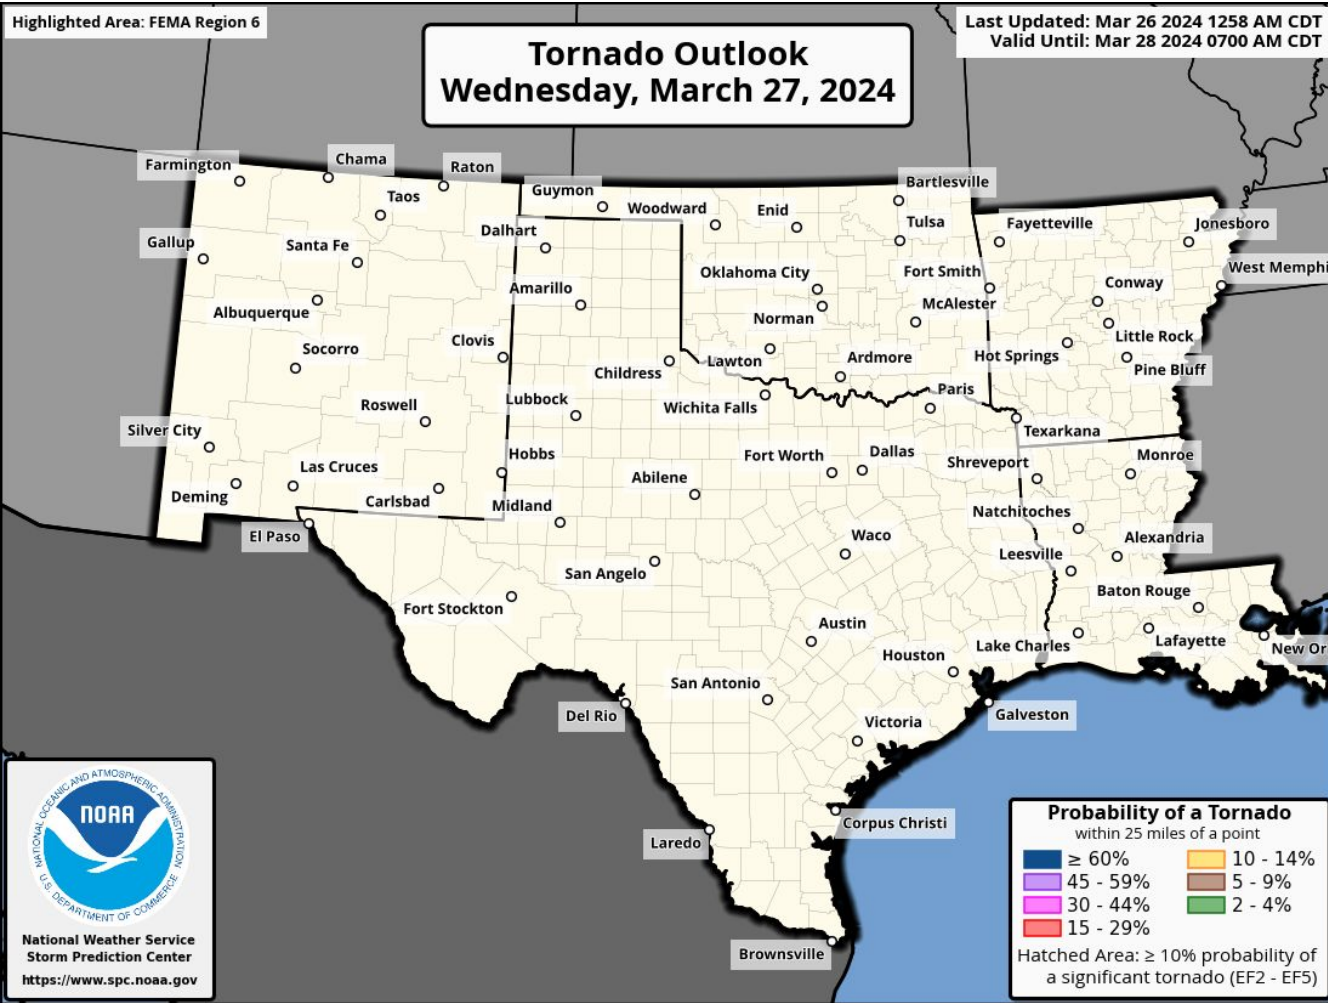 Highlighted Area: FEMA Region 6
Last Updated: Mar 26 2024 1258 AM CDT
Valid Until: Mar 28 2024 0700 AM CDT
Tornado Outlook
Wednesday, March 27, 2024
Farmington
Chama
Raton
Taos
Guymon
Woodward
Enid
Bartlesville
Tulsa
Fayetteville
Jonesboro
Gallup
Santa Fe
Dalhart
Oklahoma City
Fort Smith
West Memphi
Albuquerque
Amarillo
Norman
McAlester
Conway
Little Rock
Socorro
Clovis
Childress
Lawton
Ardmore
Hot Springs
Pine Bluff
Roswell
Lubbock
Wichita Falls
Paris
Texarkana
Silver City
Las Cruces
Hobbs
Abilene
Fort Worth
Dallas
Shreveport
Monroe
Deming
Carlsbad
Midland
Natchitoches
El Paso
Waco
Leesville
Alexandria
San Angelo
Fort Stockton
Baton Rouge
Austin
Houston
Lake Charles
Lafayette
New Or
San Antonio
Del Rio
Victoria
Galveston
Laredo
Corpus Christi
Brownsville
NATIONAL OCEANIC AND ATMOSPHERIC ADMINISTRATION
NOAA
U.S. DEPARTMENT OF COMMERCE
National Weather Service
Storm Prediction Center
https://www.spc.noaa.gov
Probability of a Tornado
within 25 miles of a point
≥ 60%
10 - 14%
45 - 59%
5 - 9%
30 - 44%
2 - 4%
15 - 29%
Hatched Area: ≥ 10% probability of
a significant tornado (EF2 - EF5)